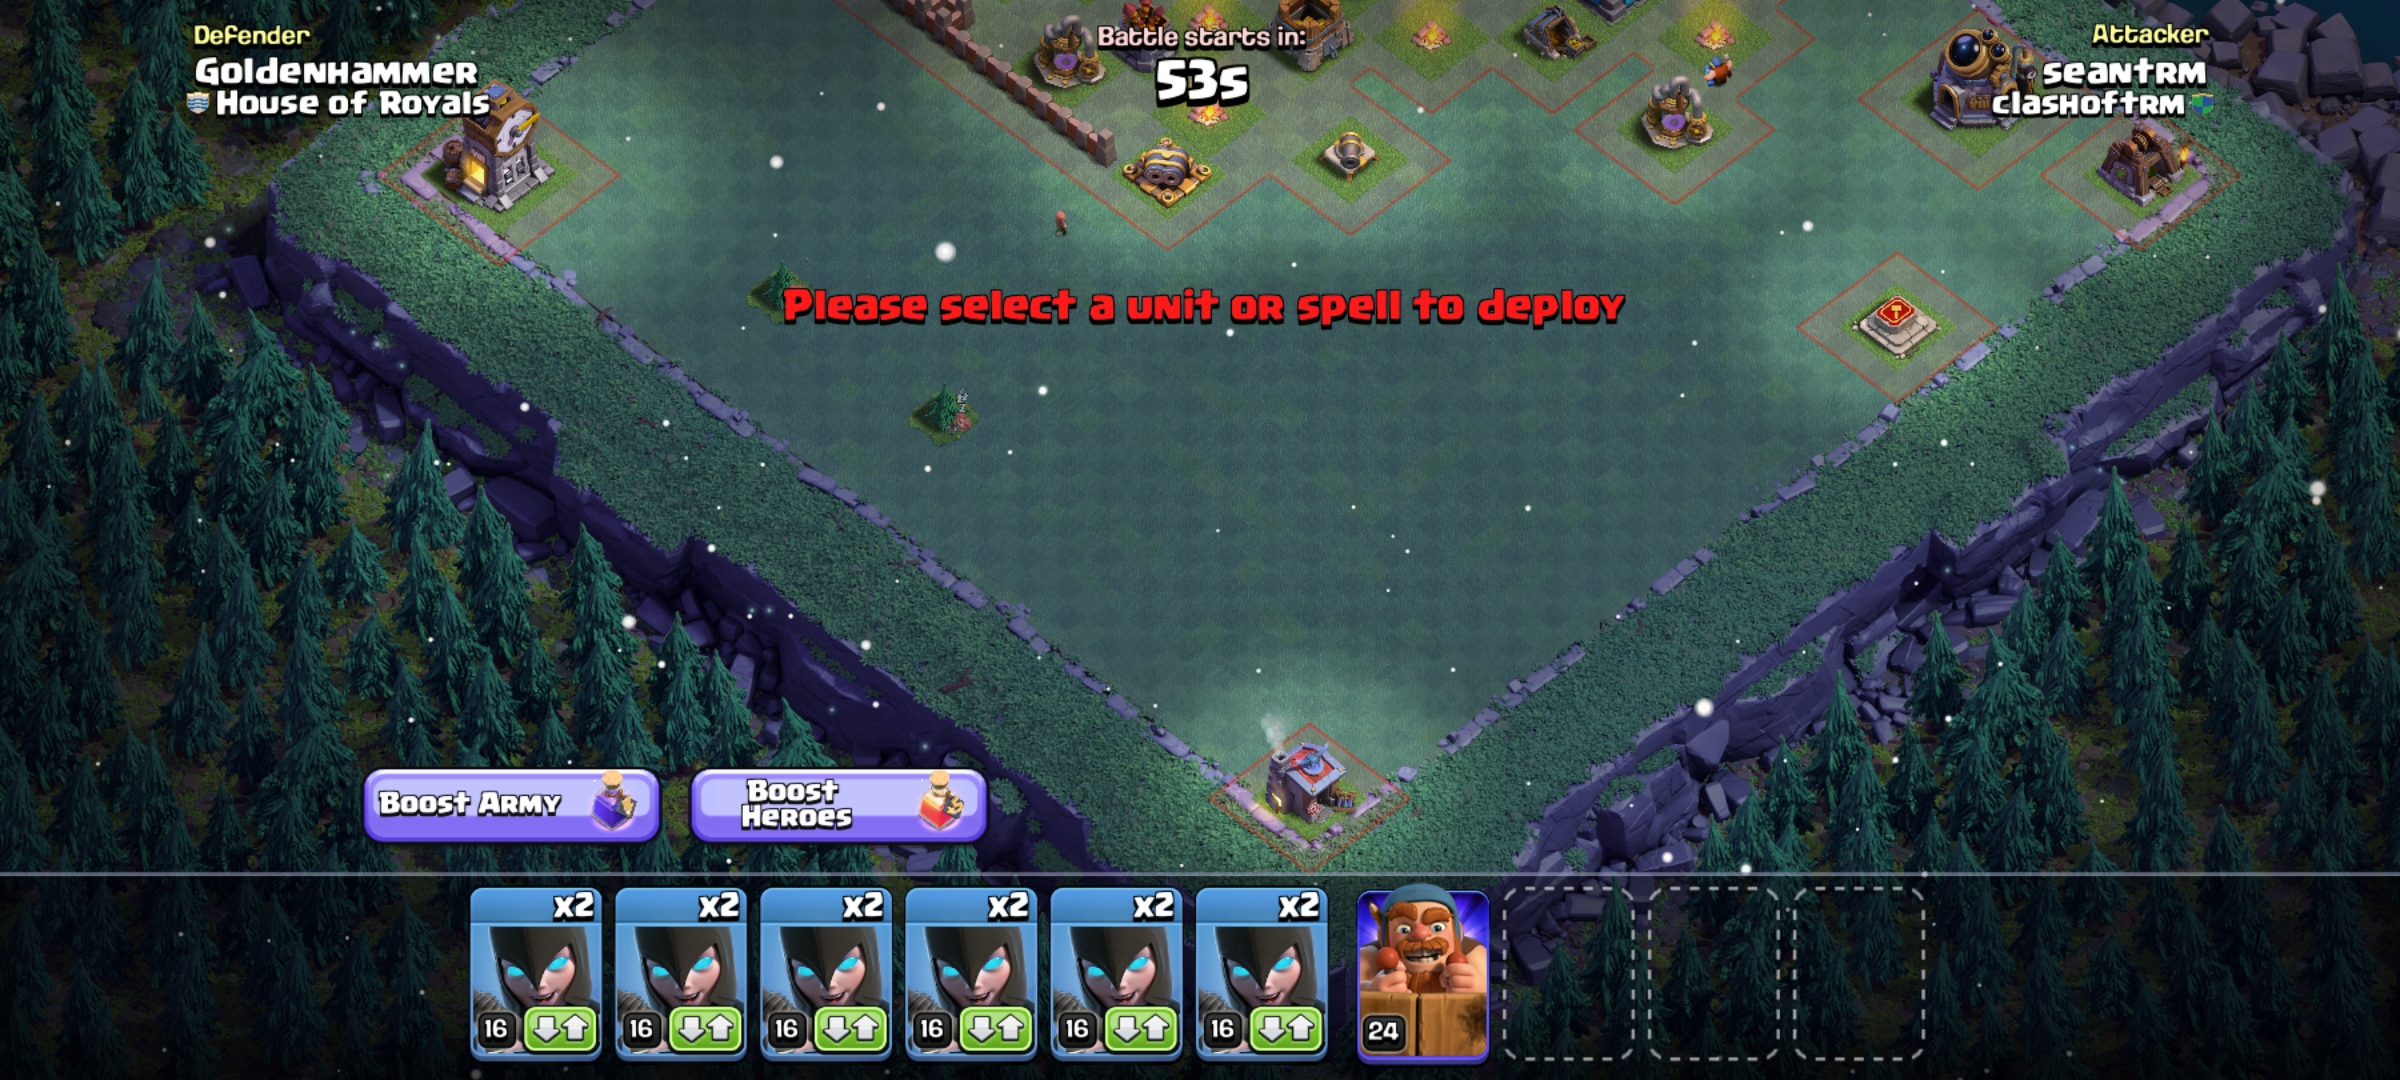 Defender
Goldenhammer
House of Royals
Battle starts in:
53s
Attacker
seantrm
clashoftrm
Please select a unit or spell to deploy
Boost Army
Boost
Heroes
x2
x2
x2
x2
x2
x2
16
16
16
16
16
16
24